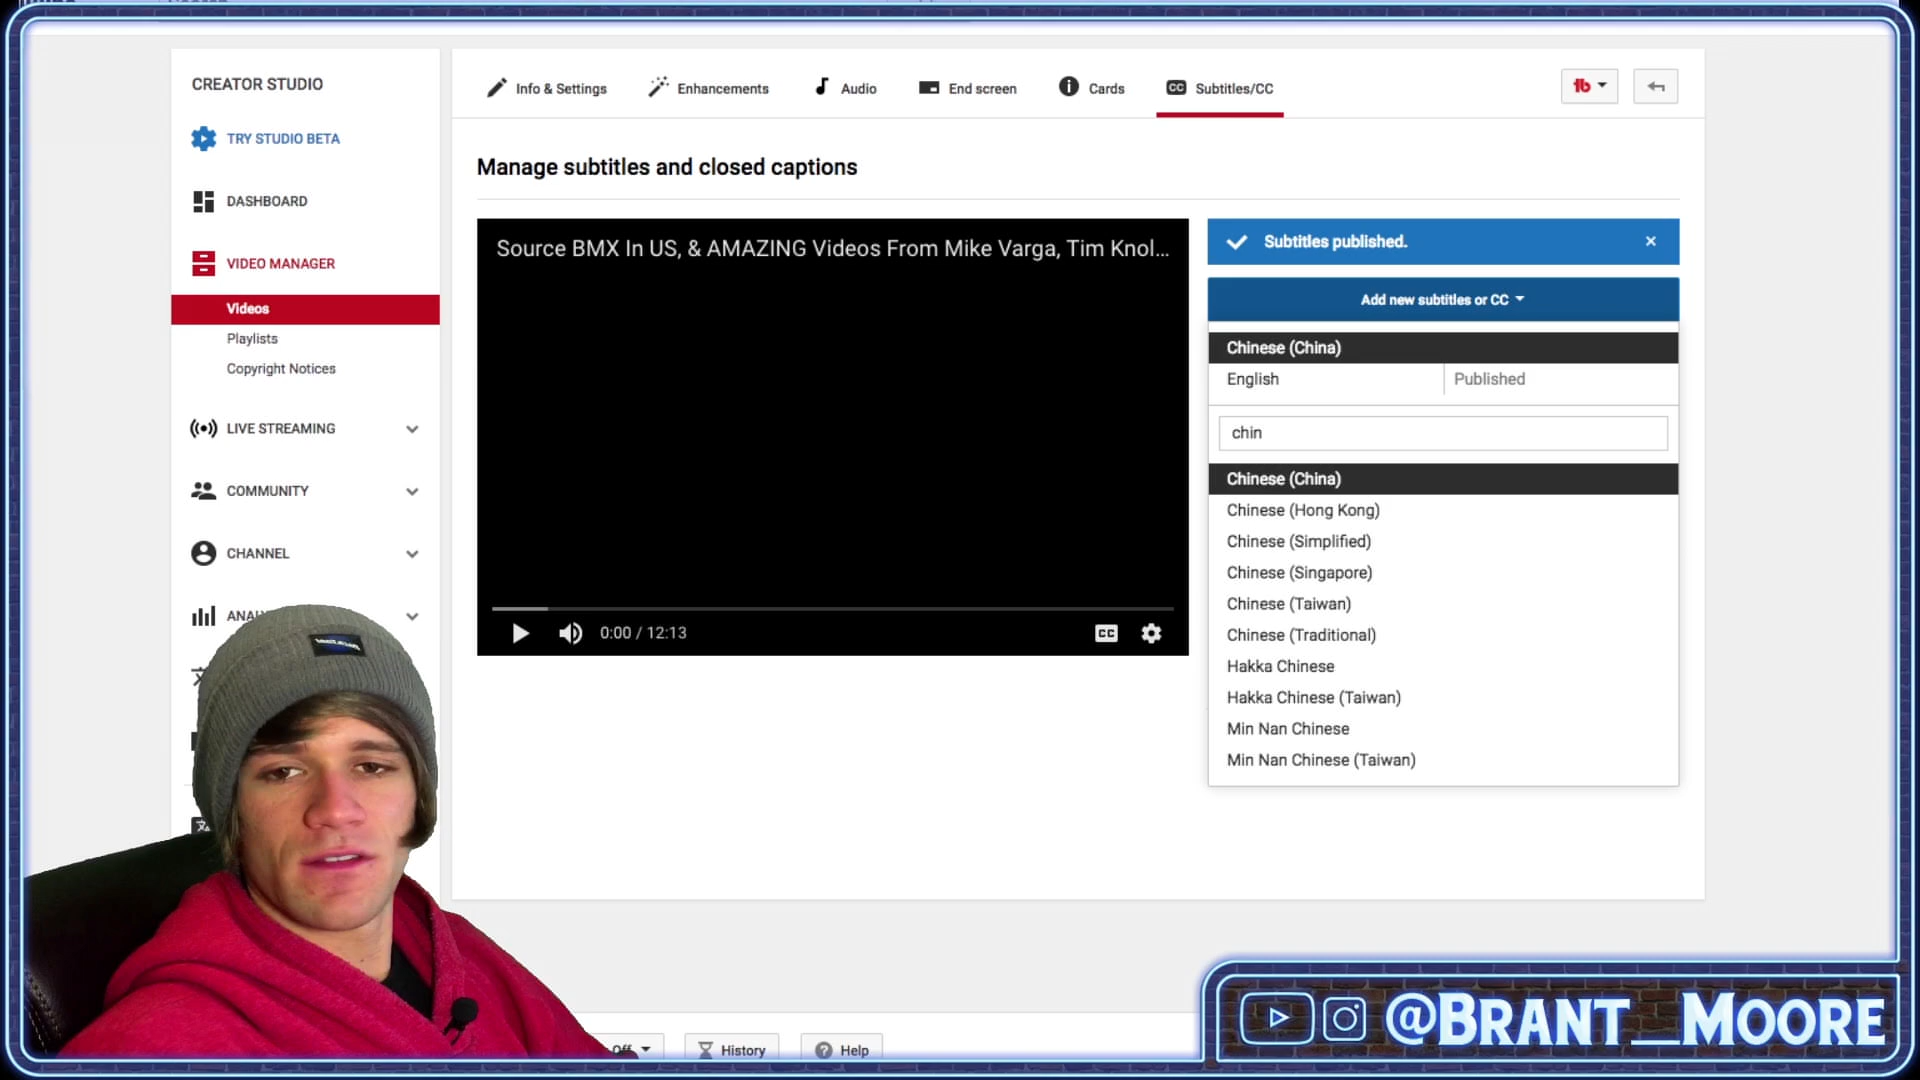 CREATOR STUDIO
TRY STUDIO BETA
DASHBOARD
VIDEO MANAGER
Videos
Playlists
Copyright Notices
LIVE STREAMING
COMMUNITY
CHANNEL
Info & Settings
Enhancements
Audio
End screen
Cards
CC Subtitles/CC
Manage subtitles and closed captions
Source BMX In US, & AMAZING Videos From Mike Varga, Tim Knol...
0:00 / 12:13
CC
Subtitles published.
Add new subtitles or CC
Chinese (China)
English Published
chin
Chinese (China)
Chinese (Hong Kong)
Chinese (Simplified)
Chinese (Singapore)
Chinese (Taiwan)
Chinese (Traditional)
Hakka Chinese
Hakka Chinese (Taiwan)
Min Nan Chinese
Min Nan Chinese (Taiwan)
Off
History
Help
@BRANT_MOORE